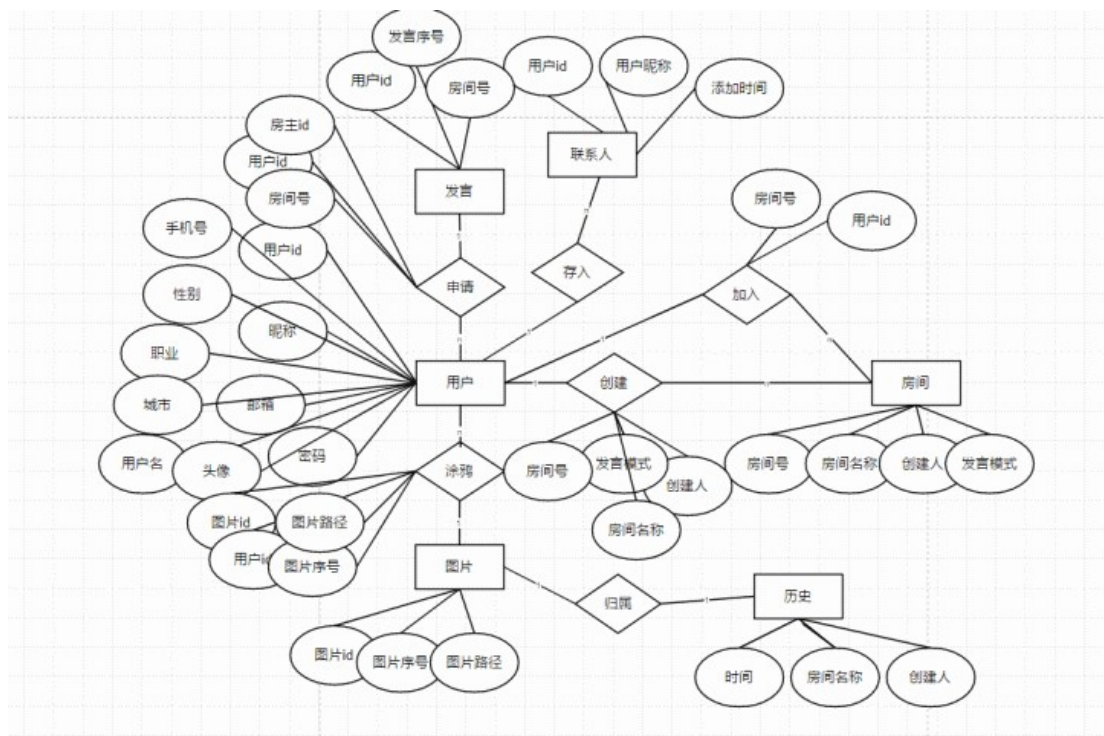 发言序号
用户id
房间号
用户id
用户昵称
添加时间
房主id
用户id
房间号
用户id
发言
联系人
房间号
用户id
手机号
性别
昵称
申请
存入
加入
职业
城市
邮箱
用户
创建
房间
用户名
头像
密码
涂鸦
房间号
发言模式
创建人
房间名称
房间号
房间名称
创建人
发言模式
图片id
图片路径
用户id
图片序号
图片
归属
历史
图片id
图片序号
图片路径
时间
房间名称
创建人